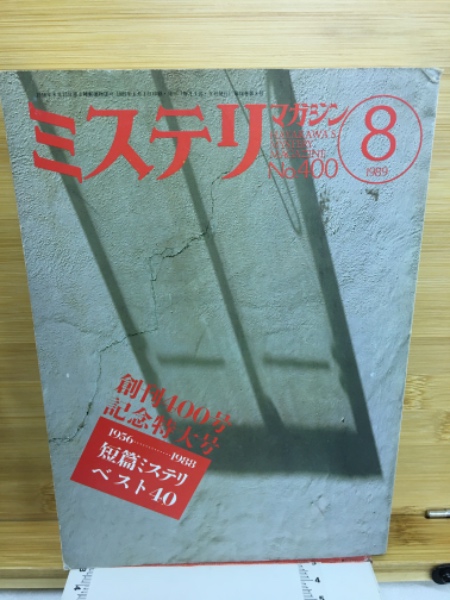 ミステリ
マガジン
HAYAKAWA'S
MYSTERY
MAGAZINE
No.400
8
1989
創刊400号
記念特大号
1956…………1988
短篇ミステリ
ベスト40